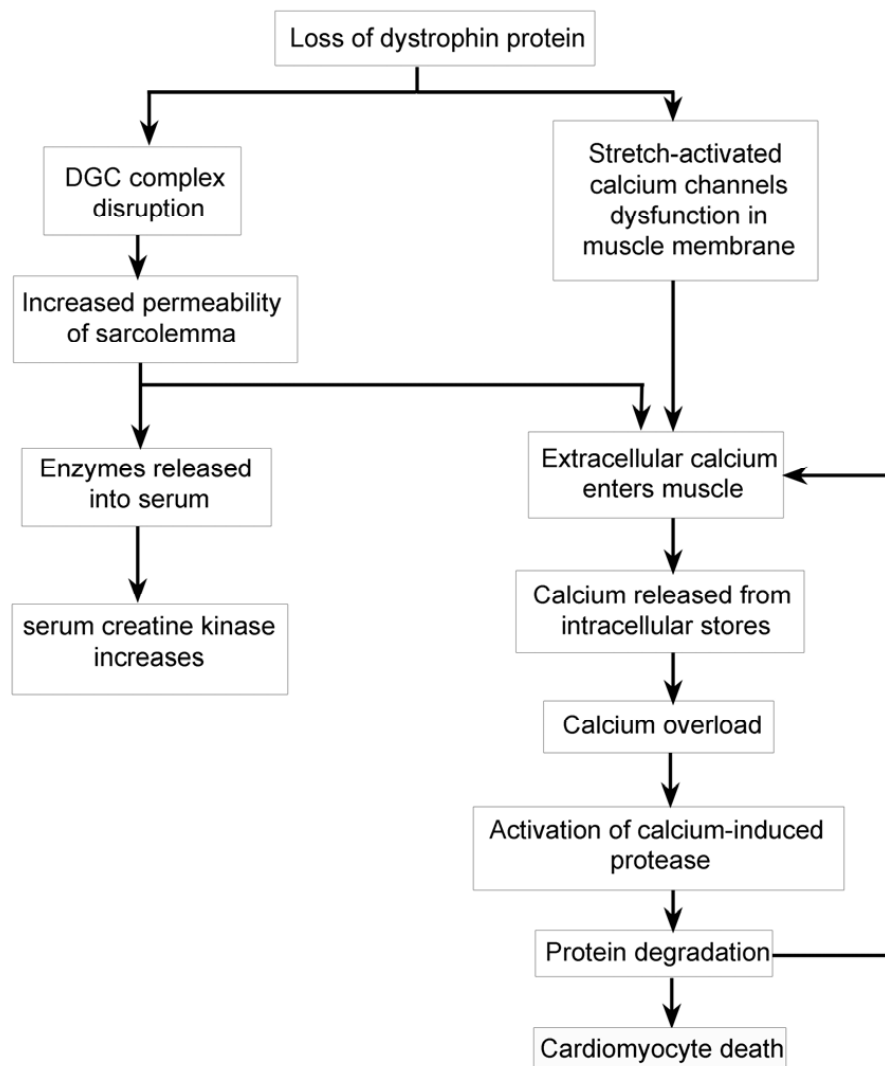 Loss of dystrophin protein
DGC complex
disruption
Stretch-activated
calcium channels
dysfunction in
muscle membrane
Increased permeability
of sarcolemma
Enzymes released
into serum
Extracellular calcium
enters muscle
serum creatine kinase
increases
Calcium released from
intracellular stores
Calcium overload
Activation of calcium-induced
protease
Protein degradation
Cardiomyocyte death